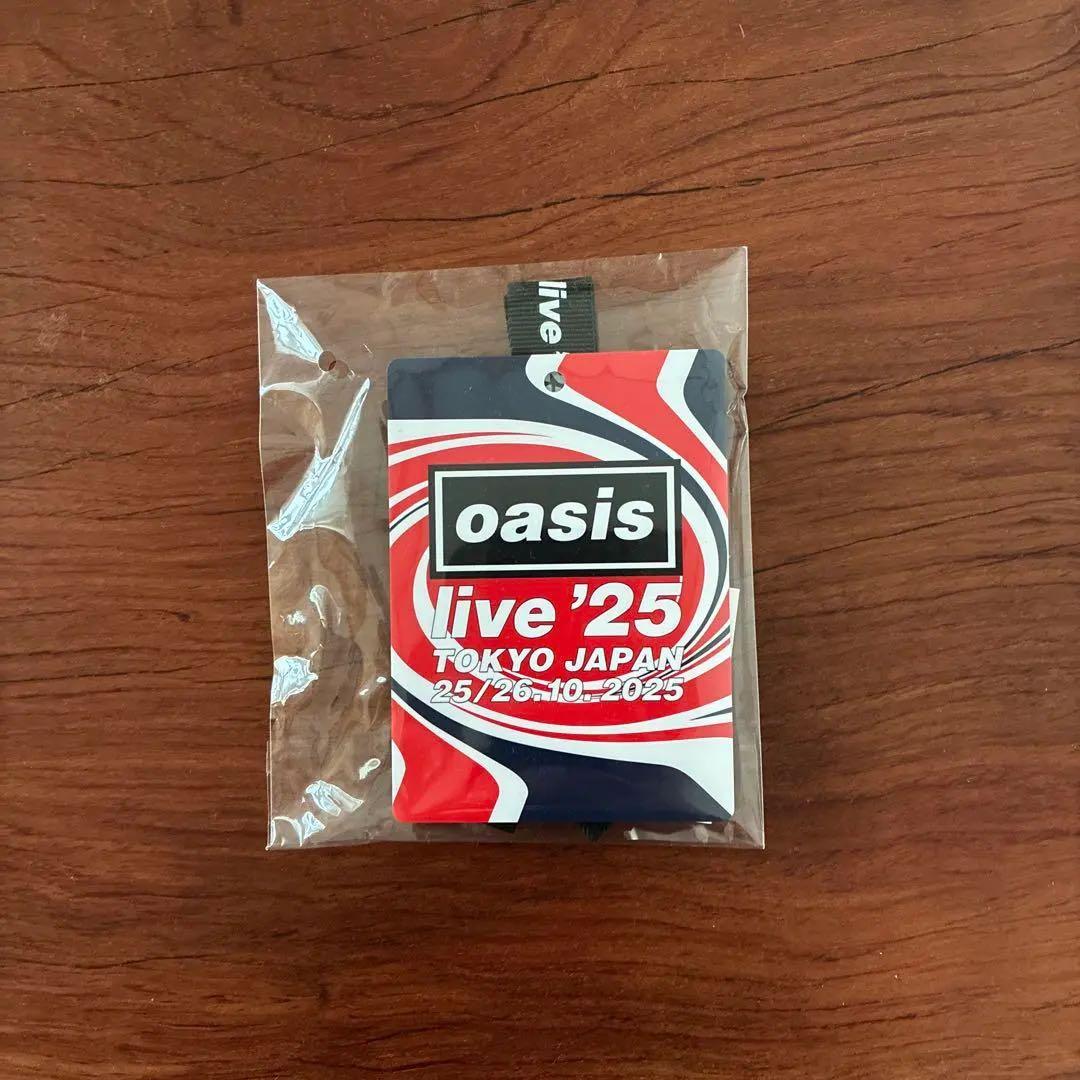 live
oasis
live ’25
TOKYO JAPAN
25/26.10.2025